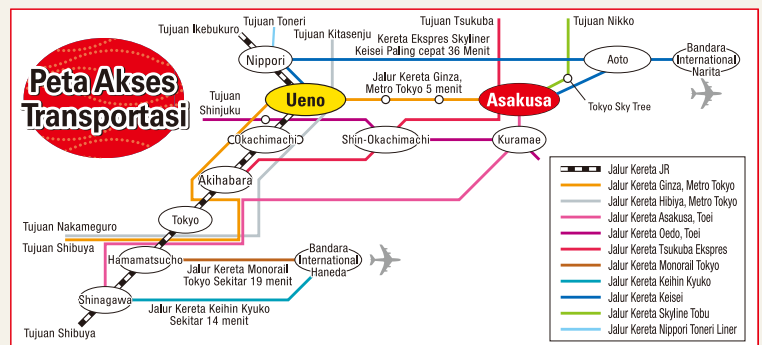 Peta Akses
Transportasi
Tujuan Ikebukuro
Tujuan Toneri
Tujuan Kitasenju
Tujuan Tsukuba
Tujuan Nikko
Kereta Ekspres Skyliner
Keisei Paling cepat 36 Menit
Nippori
Aoto
Bandara
International
Narita
Ueno
Jalur Kereta Ginza,
Metro Tokyo 5 menit
Asakusa
Tokyo Sky Tree
Tujuan
Shinjuku
Okachimachi
Shin-Okachimachi
Kuramae
Akihabara
Tokyo
Tujuan Nakameguro
Tujuan Shibuya
Hamamatsucho
Jalur Kereta Monorail
Tokyo Sekitar 19 menit
Bandara
International
Haneda
Shinagawa
Jalur Kereta Keihin Kyuko
Sekitar 14 menit
Tujuan Shibuya
Jalur Kereta JR
Jalur Kereta Ginza, Metro Tokyo
Jalur Kereta Hibiya, Metro Tokyo
Jalur Kereta Asakusa, Toei
Jalur Kereta Oedo, Toei
Jalur Kereta Tsukuba Ekspres
Jalur Kereta Monorail Tokyo
Jalur Kereta Keihin Kyuko
Jalur Kereta Keisei
Jalur Kereta Skyline Tobu
Jalur Kereta Nippori Toneri Liner